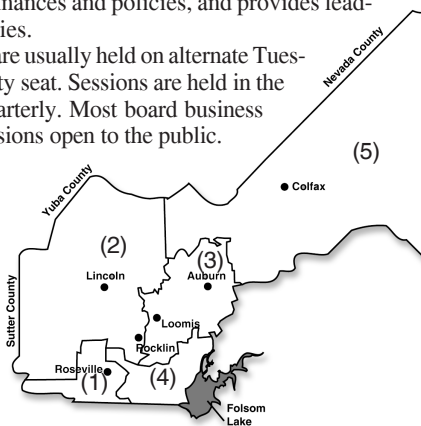 nances and policies, and provides lead-
ies.
are usually held on alternate Tues-
ty seat. Sessions are held in the
arterly. Most board business
sions open to the public.
Nevada County
(5)
Colfax
Yuba County
(2)
(3)
Lincoln
Auburn
Sutter County
Loomis
Rocklin
Roseville
(1)
(4)
Folsom
Lake